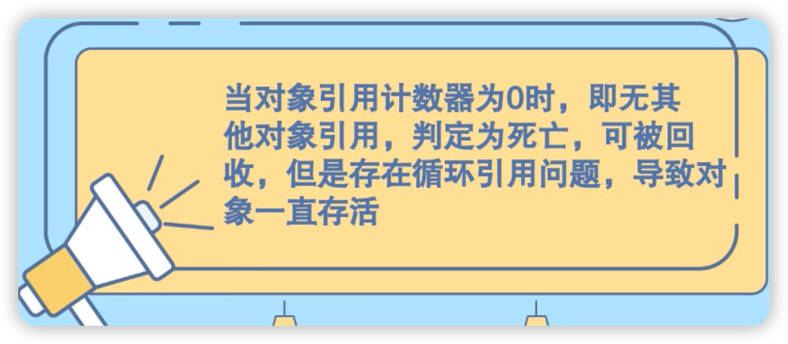 当对象引用计数器为0时，即无其
他对象引用，判定为死亡，可被回
收，但是存在循环引用问题，导致对
象一直存活